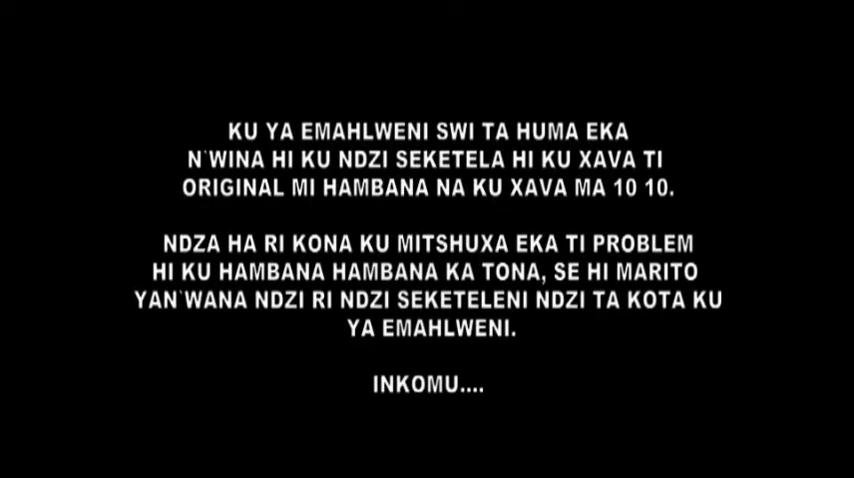 KU YA EMAHLWENI SWI TA HUMA EKA
N`WINA HI KU NDZI SEKETELA HI KU XAVA TI
ORIGINAL MI HAMBANA NA KU XAVA MA 10 10.
NDZA HA RI KONA KU MITSHUXA EKA TI PROBLEM
HI KU HAMBANA HAMBANA KA TONA, SE HI MARITO
YAN`WANA NDZI RI NDZI SEKETELENI NDZI TA KOTA KU
YA EMAHLWENI.
INKOMU....